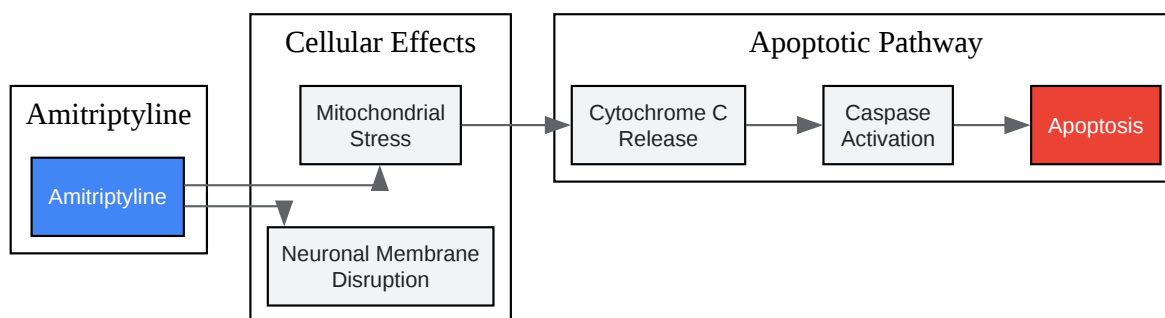 Amitriptyline
Amitriptyline
Cellular Effects
Mitochondrial
Stress
Neuronal Membrane
Disruption
Apoptotic Pathway
Cytochrome C
Release
Caspase
Activation
Apoptosis